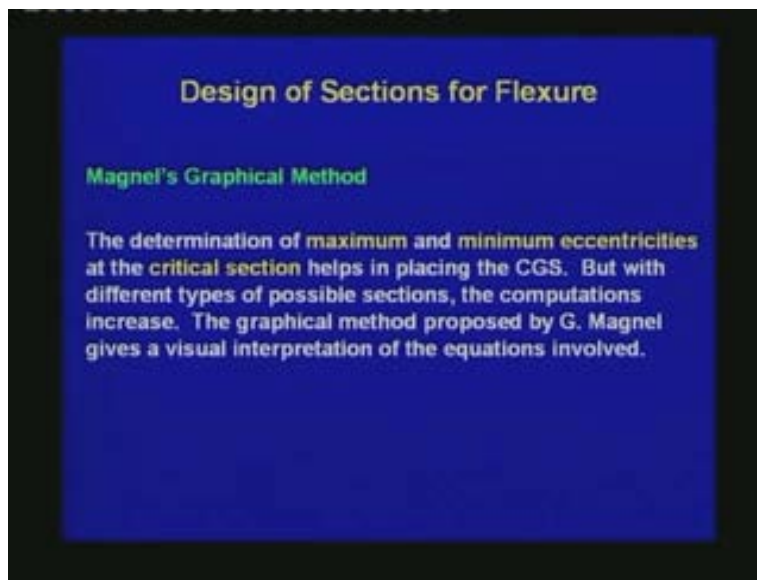 Design of Sections for Flexure
Magnel's Graphical Method
The determination of maximum and minimum eccentricities
at the critical section helps in placing the CGS. But with
different types of possible sections, the computations
increase. The graphical method proposed by G. Magnel
gives a visual interpretation of the equations involved.